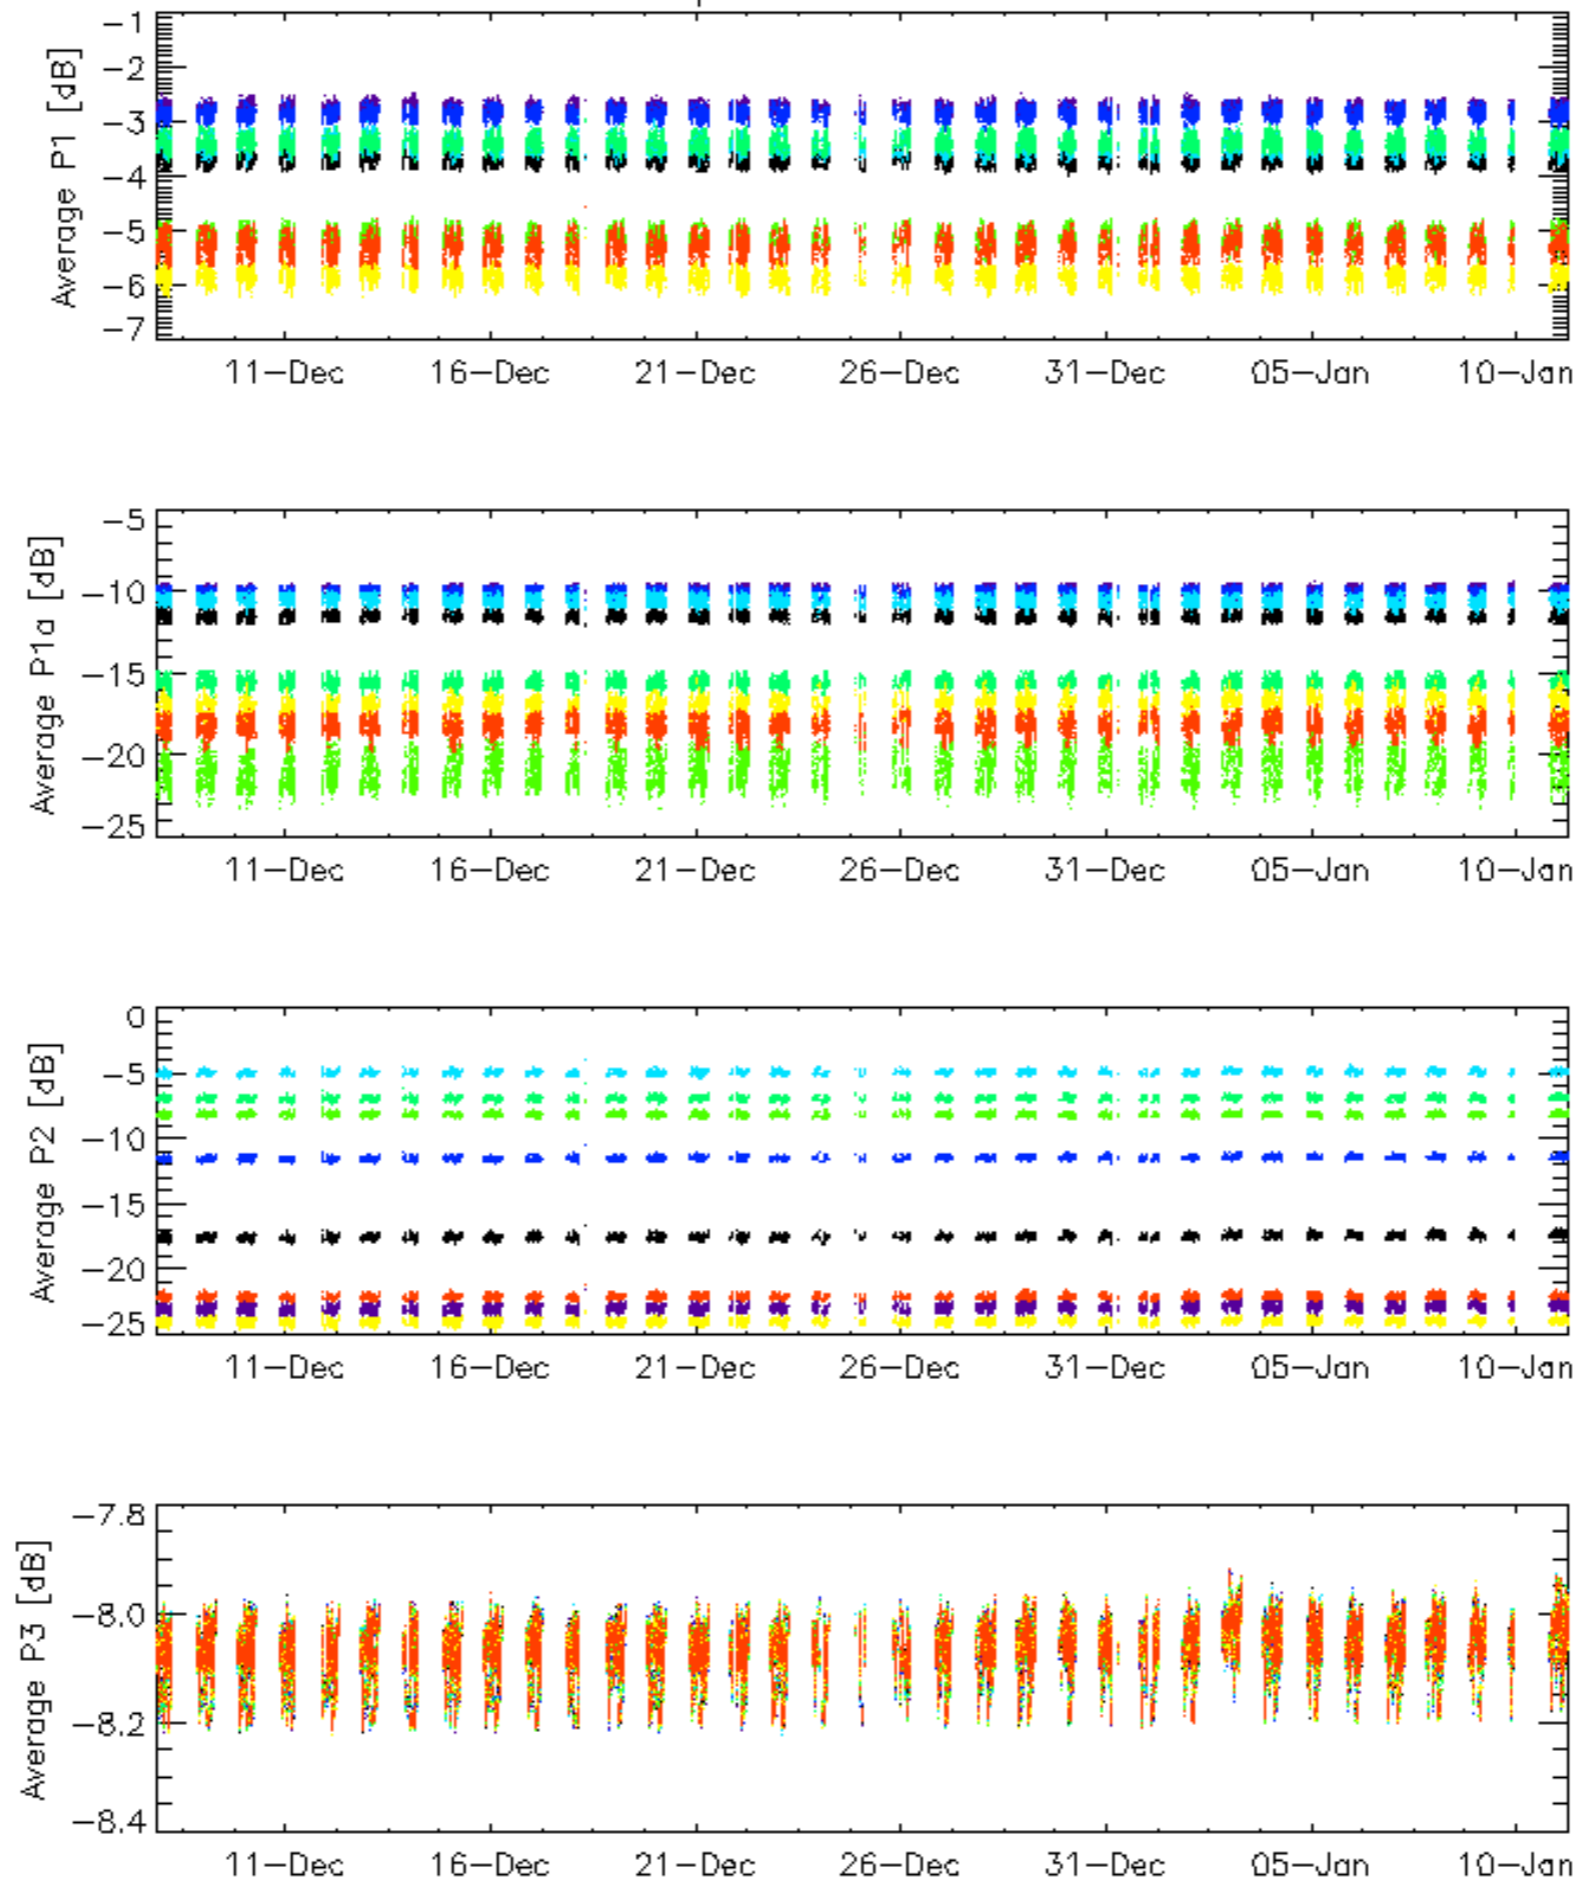 Average P1 [dB]
-1
-2
-3
-4
-5
-6
-7
11-Dec 16-Dec 21-Dec 26-Dec 31-Dec 05-Jan 10-Jan
Average P1a [dB]
-5
-10
-15
-20
-25
11-Dec 16-Dec 21-Dec 26-Dec 31-Dec 05-Jan 10-Jan
Average P2 [dB]
0
-5
-10
-15
-20
-25
11-Dec 16-Dec 21-Dec 26-Dec 31-Dec 05-Jan 10-Jan
Average P3 [dB]
-7.8
-8.0
-8.2
-8.4
11-Dec 16-Dec 21-Dec 26-Dec 31-Dec 05-Jan 10-Jan